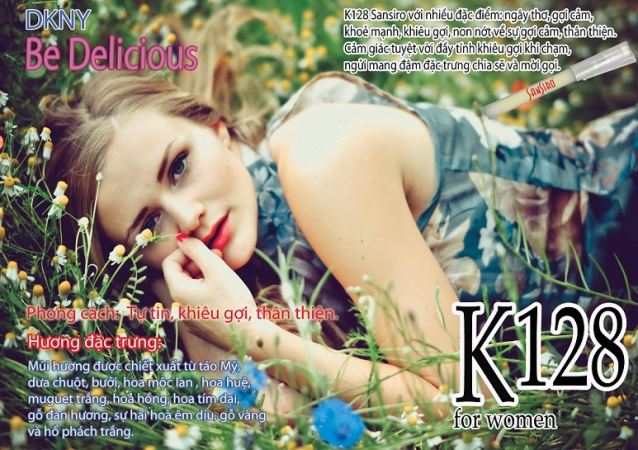 DKNY
Be Delicious
K128 Sansiro với nhiều đặc điểm: ngây thơ, gợi cảm,
khoẻ mạnh, khiêu gợi, non nớt về sự gợi cảm, thân thiện.
Cảm giác tuyệt vời đầy tính khiêu gợi khi chạm,
ngửi mang đậm đặc trưng chia sẽ và mời gọi.
SANSIRO
Phong cách: Tự tin, khiêu gợi, thân thiện.
Hương đặc trưng:
Mùi hương được chiết xuất từ táo Mỹ,
dưa chuột, bưởi, hoa mộc lan , hoa huệ,
muguet trắng, hoa hồng, hoa tím dại,
gỗ đàn hương, sự hài hoà êm dịu, gỗ vàng
và hổ phách trắng.
K128
for women